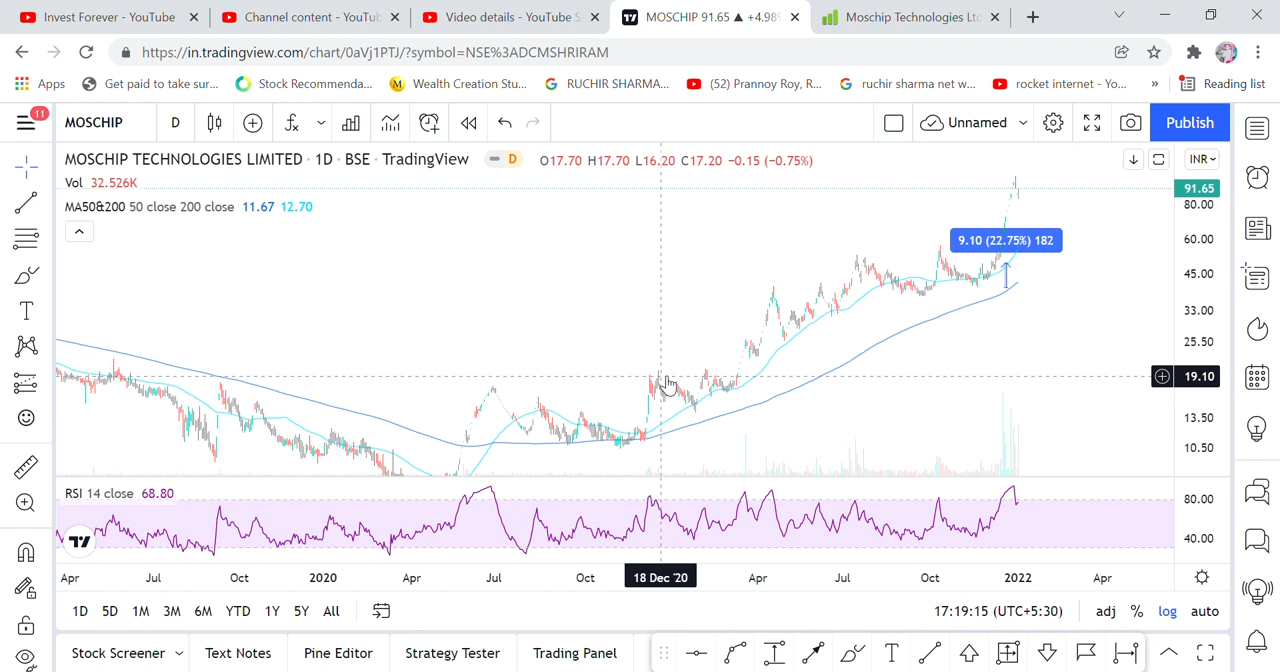 Invest Forever - YouTube
Channel content - YouTub
Video details - YouTube S
MOSCHIP 91.65 ▲ +4.98%
Moschip Technologies Ltd
https://in.tradingview.com/chart/0aVj1PTJ/?symbol=NSE%3ADCMSHRIRAM
Apps
Get paid to take sur...
Stock Recommenda...
Wealth Creation Stu...
RUCHIR SHARMA...
(52) Prannoy Roy, R...
ruchir sharma net w...
rocket internet - Yo...
»
Reading list
11
MOSCHIP
D
Unnamed
Publish
MOSCHIP TECHNOLOGIES LIMITED · 1D · BSE · TradingView
D
O17.70 H17.70 L16.20 C17.20 −0.15 (−0.75%)
INR
Vol 32.526K
MA50&200 50 close 200 close 11.67 12.70
91.65
80.00
60.00
45.00
33.00
25.50
19.10
13.50
10.50
9.10 (22.75%) 182
RSI 14 close 68.80
80.00
40.00
Apr
Jul
Oct
2020
Apr
Jul
Oct
18 Dec '20
Apr
Jul
Oct
2022
Apr
1D 5D 1M 3M 6M YTD 1Y 5Y All
17:19:15 (UTC+5:30)
adj % log auto
Stock Screener
Text Notes
Pine Editor
Strategy Tester
Trading Panel